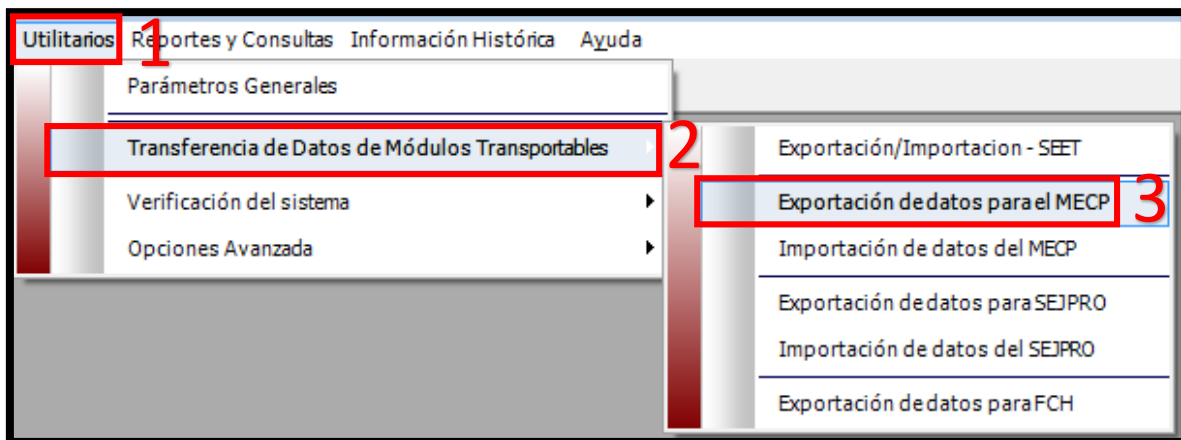 Utilitarios 1 Reportes y Consultas Información Histórica Ayuda
Parámetros Generales
Transferencia de Datos de Módulos Transportables 2
Verificación del sistema
Opciones Avanzada
Exportación/Importacion - SEET
Exportación de datos para el MECP 3
Importación de datos del MECP
Exportación de datos para SEJPRO
Importación de datos del SEJPRO
Exportación de datos para FCH